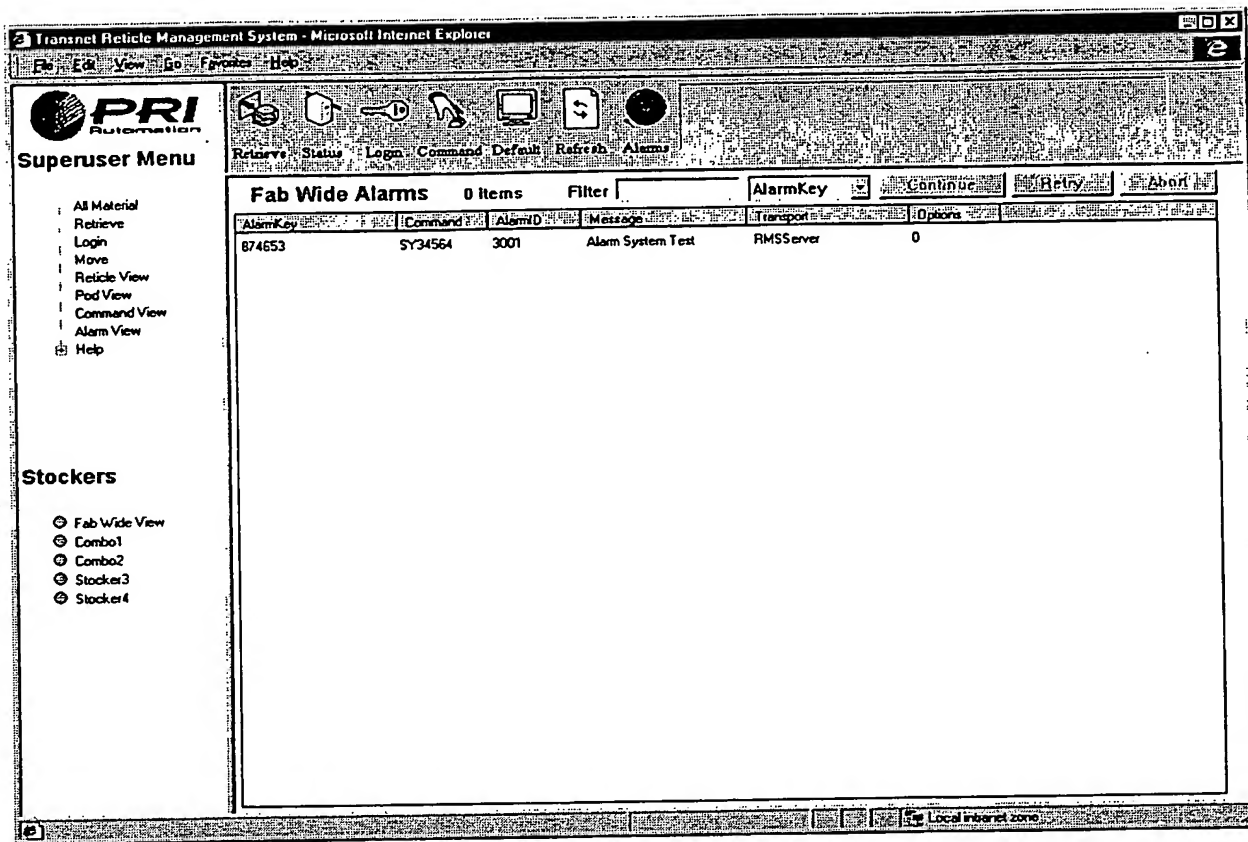 Transnet Reticle Management System - Microsoft Internet Explorer
File Edit View Go Favorites Help
PRI
Automation
Superuser Menu
All Material
Retrieve
Login
Move
Reticle View
Pod View
Command View
Alarm View
Help
Stockers
Fab Wide View
Combo1
Combo2
Stocker3
Stocker4
Retrieve Status Login Command Default Refresh Alarms
Fab Wide Alarms 0 Items Filter AlarmKey Continue Retry Abort
AlarmKey Command AlarmID Message Transport Options
874653 SY34564 3001 Alarm System Test RMSServer 0
Local intranet zone